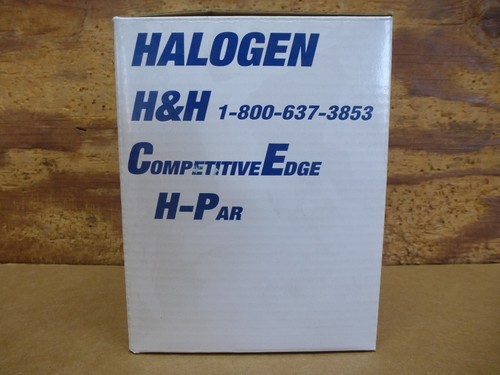 HALOGEN
H&H 1-800-637-3853
COMPETITIVEEDGE
H-PAR